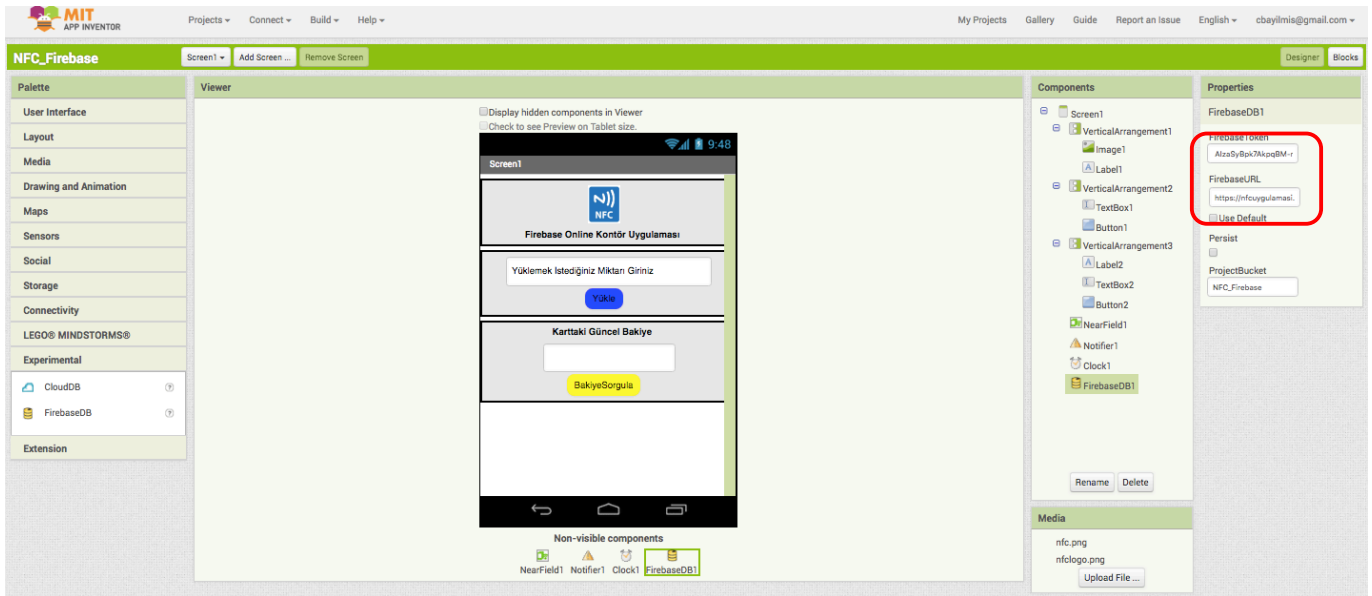 MIT
APP INVENTOR
Projects Connect Build Help
My Projects Gallery Guide Report an Issue English cbayilmis@gmail.com
NFC_Firebase
Screen1 Add Screen ... Remove Screen
Designer Blocks
Palette
User Interface
Layout
Media
Drawing and Animation
Maps
Sensors
Social
Storage
Connectivity
LEGO® MINDSTORMS®
Experimental
CloudDB ?
FirebaseDB ?
Extension
Viewer
Display hidden components in Viewer
Check to see Preview on Tablet size.
9:48
Screen1
NFC
Firebase Online Kontör Uygulaması
Yüklemek Istediğiniz Miktarı Giriniz
Yükle
Karttaki Güncel Bakiye
BakiyeSorgula
Non-visible components
NearField1 Notifier1 Clock1 FirebaseDB1
Components
Screen1
VerticalArrangement1
Image1
Label1
VerticalArrangement2
TextBox1
Button1
VerticalArrangement3
Label2
TextBox2
Button2
NearField1
Notifier1
Clock1
FirebaseDB1
Rename Delete
Media
nfc.png
nfclogo.png
Upload File ...
Properties
FirebaseDB1
FirebaseToken
AIzaSyBpk7AkpqBM-r
FirebaseURL
https://nfcuygulamasi.
Use Default
Persist
ProjectBucket
NFC_Firebase